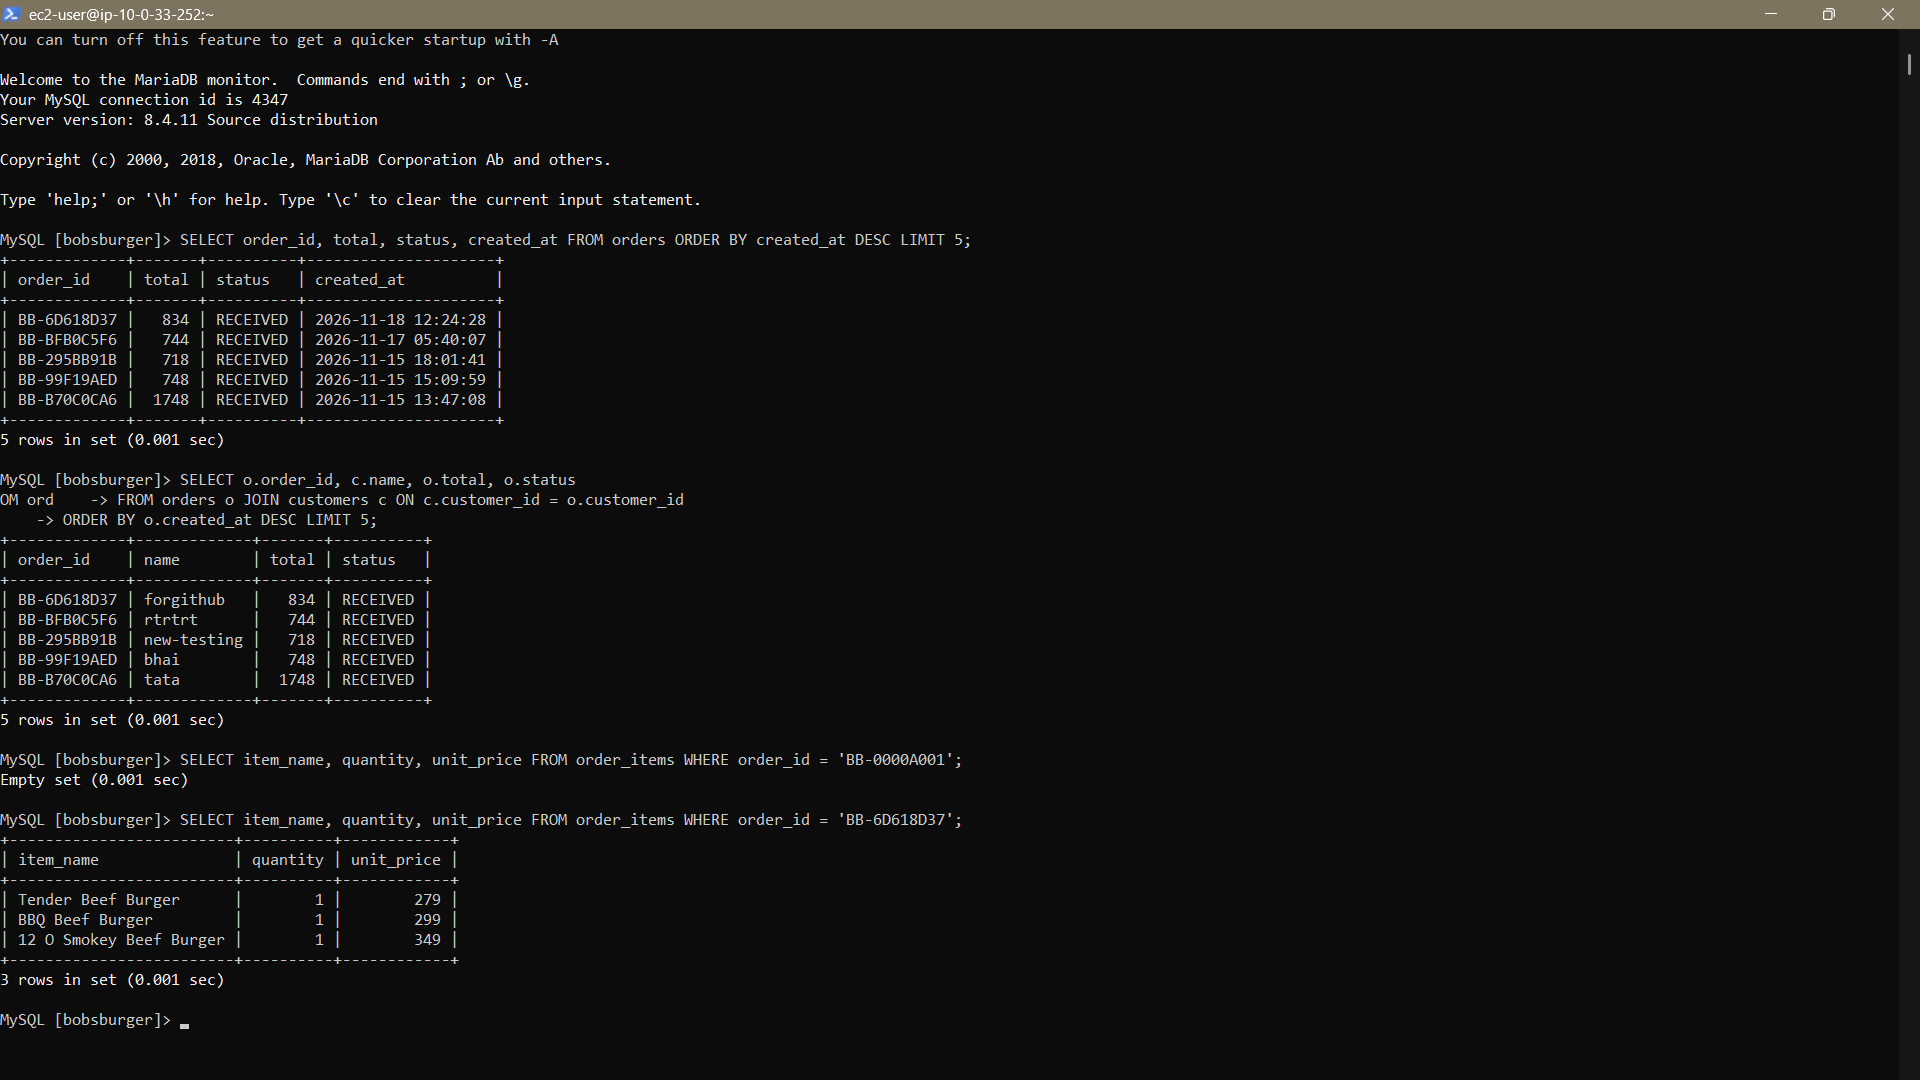 ec2-user@ip-10-0-33-252:~
You can turn off this feature to get a quicker startup with -A
Welcome to the MariaDB monitor.  Commands end with ; or \g.
Your MySQL connection id is 4347
Server version: 8.4.11 Source distribution
Copyright (c) 2000, 2018, Oracle, MariaDB Corporation Ab and others.
Type 'help;' or '\h' for help. Type '\c' to clear the current input statement.
MySQL [bobsburger]> SELECT order_id, total, status, created_at FROM orders ORDER BY created_at DESC LIMIT 5;
+-------------+-------+----------+---------------------+
| order_id    | total | status   | created_at          |
+-------------+-------+----------+---------------------+
| BB-6D618D37 |   834 | RECEIVED | 2026-11-18 12:24:28 |
| BB-BFB0C5F6 |   744 | RECEIVED | 2026-11-17 05:40:07 |
| BB-295BB91B |   718 | RECEIVED | 2026-11-15 18:01:41 |
| BB-99F19AED |   748 | RECEIVED | 2026-11-15 15:09:59 |
| BB-B70C0CA6 |  1748 | RECEIVED | 2026-11-15 13:47:08 |
+-------------+-------+----------+---------------------+
5 rows in set (0.001 sec)
MySQL [bobsburger]> SELECT o.order_id, c.name, o.total, o.status
OM ord    -> FROM orders o JOIN customers c ON c.customer_id = o.customer_id
    -> ORDER BY o.created_at DESC LIMIT 5;
+-------------+-------------+-------+----------+
| order_id    | name        | total | status   |
+-------------+-------------+-------+----------+
| BB-6D618D37 | forgithub   |   834 | RECEIVED |
| BB-BFB0C5F6 | rtrtrt      |   744 | RECEIVED |
| BB-295BB91B | new-testing |   718 | RECEIVED |
| BB-99F19AED | bhai        |   748 | RECEIVED |
| BB-B70C0CA6 | tata        |  1748 | RECEIVED |
+-------------+-------------+-------+----------+
5 rows in set (0.001 sec)
MySQL [bobsburger]> SELECT item_name, quantity, unit_price FROM order_items WHERE order_id = 'BB-0000A001';
Empty set (0.001 sec)
MySQL [bobsburger]> SELECT item_name, quantity, unit_price FROM order_items WHERE order_id = 'BB-6D618D37';
+-------------------------+----------+------------+
| item_name               | quantity | unit_price |
+-------------------------+----------+------------+
| Tender Beef Burger      |        1 |        279 |
| BBQ Beef Burger         |        1 |        299 |
| 12 O Smokey Beef Burger |        1 |        349 |
+-------------------------+----------+------------+
3 rows in set (0.001 sec)
MySQL [bobsburger]>